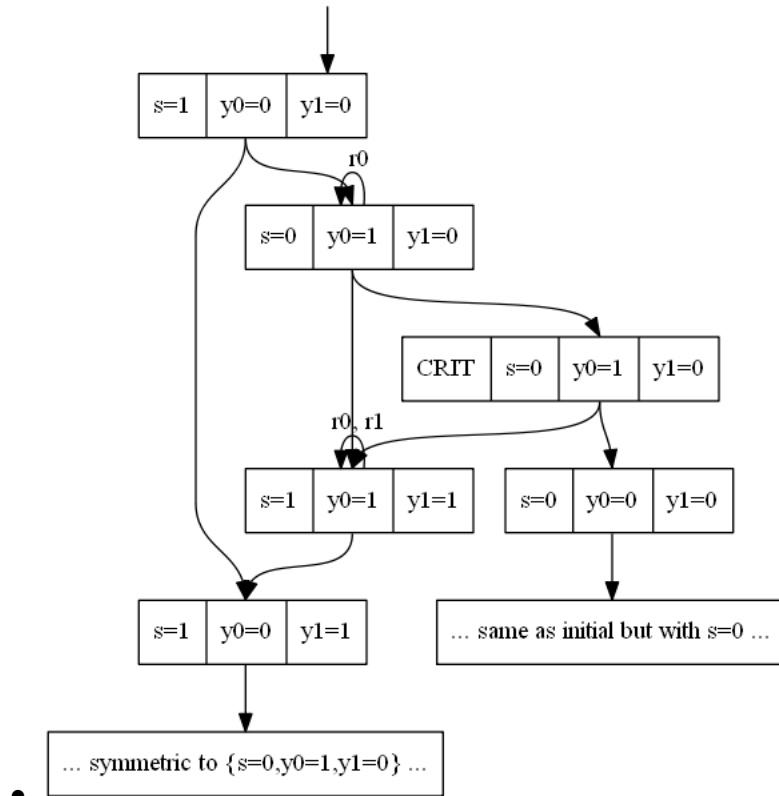 s=1 y0=0 y1=0
r0
s=0 y0=1 y1=0
CRIT s=0 y0=1 y1=0
r0, r1
s=1 y0=1 y1=1
s=0 y0=0 y1=0
s=1 y0=0 y1=1
... same as initial but with s=0 ...
... symmetric to {s=0,y0=1,y1=0} ...